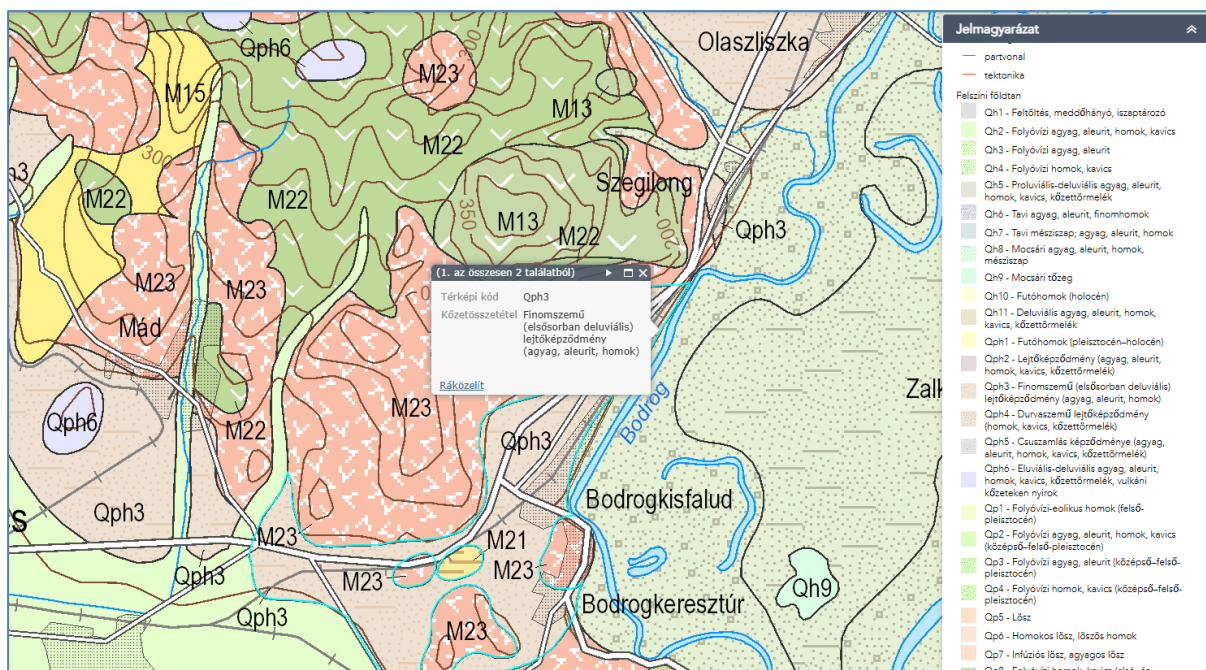 Qph6
300
M23
Olaszliszka
M15
M13
M22
300
M22
M22
Szegilong
350
M13
M22
200
Qph3
M23
M23
Mád
(1. az összesen 2 találatból)
Térképi kód Qph3
Kőzetösszetétel Finomszemű
(elsősorban deluviális)
lejtőképződmény
(agyag, aleurit, homok)
Ráközelít
Qph6
M22
M23
Qph3
Bodrog
Zalk
Qph3
Bodrogkisfalud
s
M23
M21
M23
M23
Qph3
Qph3
Bodrogkeresztúr
Qh9
M23
Jelmagyarázat
partvonal
tektonika
Felszíni földtan
Qh1 - Feltöltés, meddőhányó, iszaptározó
Qh2 - Folyóvízi agyag, aleurit, homok, kavics
Qh3 - Folyóvízi agyag, aleurit
Qh4 - Folyóvízi homok, kavics
Qh5 - Proluviális-deluviális agyag, aleurit,
homok, kavics, kőzettörmelék
Qh6 - Tavi agyag, aleurit, finomhomok
Qh7 - Tavi mésziszap; agyag, aleurit, homok
Qh8 - Mocsári agyag, aleurit, homok,
mésziszap
Qh9 - Mocsári tőzeg
Qh10 - Futóhomok (holocén)
Qh11 - Deluviális agyag, aleurit, homok,
kavics, kőzettörmelék
Qph1 - Futóhomok (pleisztocén–holocén)
Qph2 - Lejtőképződmény (agyag, aleurit,
homok, kavics, kőzettörmelék)
Qph3 - Finomszemű (elsősorban deluviális)
lejtőképződmény (agyag, aleurit, homok)
Qph4 - Durvaszemű lejtőképződmény
(homok, kavics, kőzettörmelék)
Qph5 - Csuszamlás képződménye (agyag,
aleurit, homok, kavics, kőzettörmelék)
Qph6 - Eluviális-deluviális agyag, aleurit,
homok, kavics, kőzettörmelék, vulkáni
kőzeteken nyirok
Qp1 - Folyóvízi-eolikus homok (felső-
pleisztocén)
Qp2 - Folyóvízi agyag, aleurit, homok, kavics
(középső–felső-pleisztocén)
Qp3 - Folyóvízi agyag, aleurit (középső–felső-
pleisztocén)
Qp4 - Folyóvízi homok, kavics (középső–felső-
pleisztocén)
Qp5 - Lösz
Qp6 - Homokos lösz, löszös homok
Qp7 - Infúziós lösz, agyagos lösz